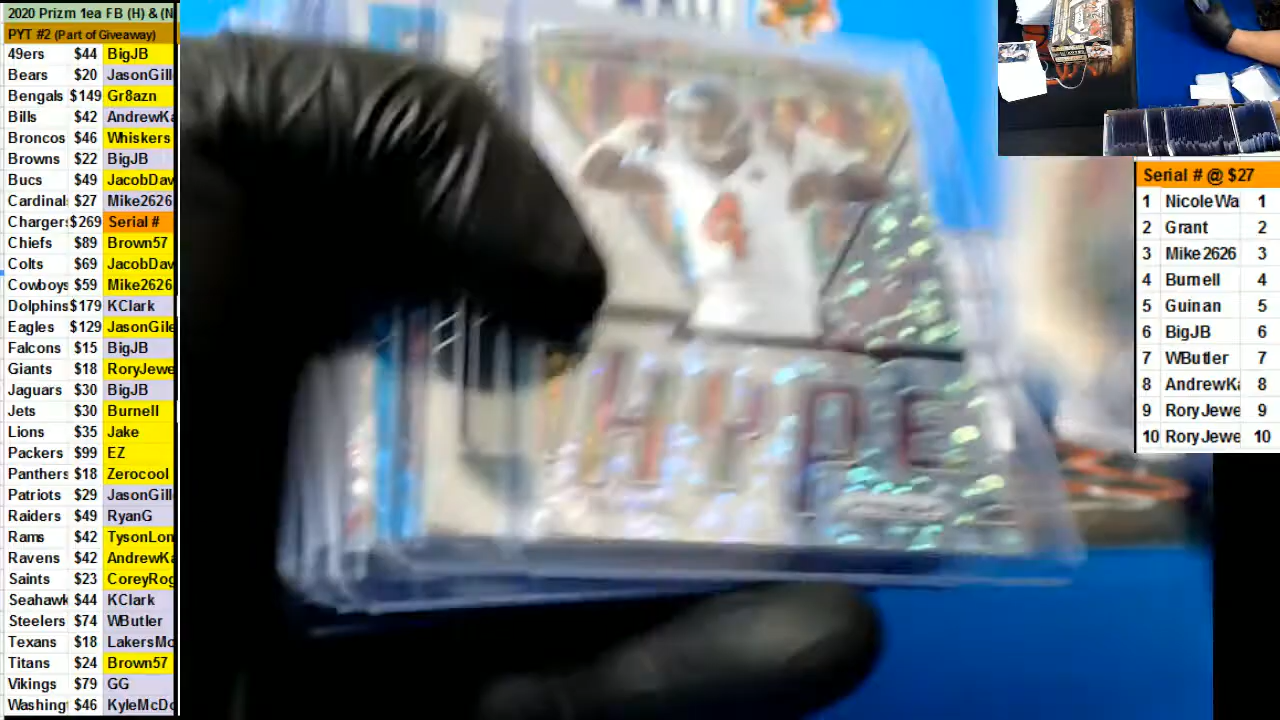 2020 Prizm 1ea FB (H) & (N
PYT #2 (Part of Giveaway)
49ers $44 BigJB
Bears $20 JasonGill
Bengals $149 Gr8azn
Bills $42 AndrewKa
Broncos $46 Whiskers
Browns $22 BigJB
Bucs $49 JacobDav
Cardinal $27 Mike2626
Chargers $269 Serial #
Chiefs $89 Brown57
Colts $69 JacobDav
Cowboys $59 Mike2626
Dolphins $179 KClark
Eagles $129 JasonGile
Falcons $15 BigJB
Giants $18 RoryJewe
Jaguars $30 BigJB
Jets $30 Burnell
Lions $35 Jake
Packers $99 EZ
Panthers $18 Zerocool
Patriots $29 JasonGill
Raiders $49 RyanG
Rams $42 TysonLon
Ravens $42 AndrewKa
Saints $23 CoreyRog
Seahawk $44 KClark
Steelers $74 WButler
Texans $18 LakersMo
Titans $24 Brown57
Vikings $79 GG
Washing $46 KyleMcDo
4
HYPE
Serial # @ $27
1 NicoleWa 1
2 Grant 2
3 Mike2626 3
4 Burnell 4
5 Guinan 5
6 BigJB 6
7 WButler 7
8 AndrewKa 8
9 RoryJewe 9
10 RoryJewe 10